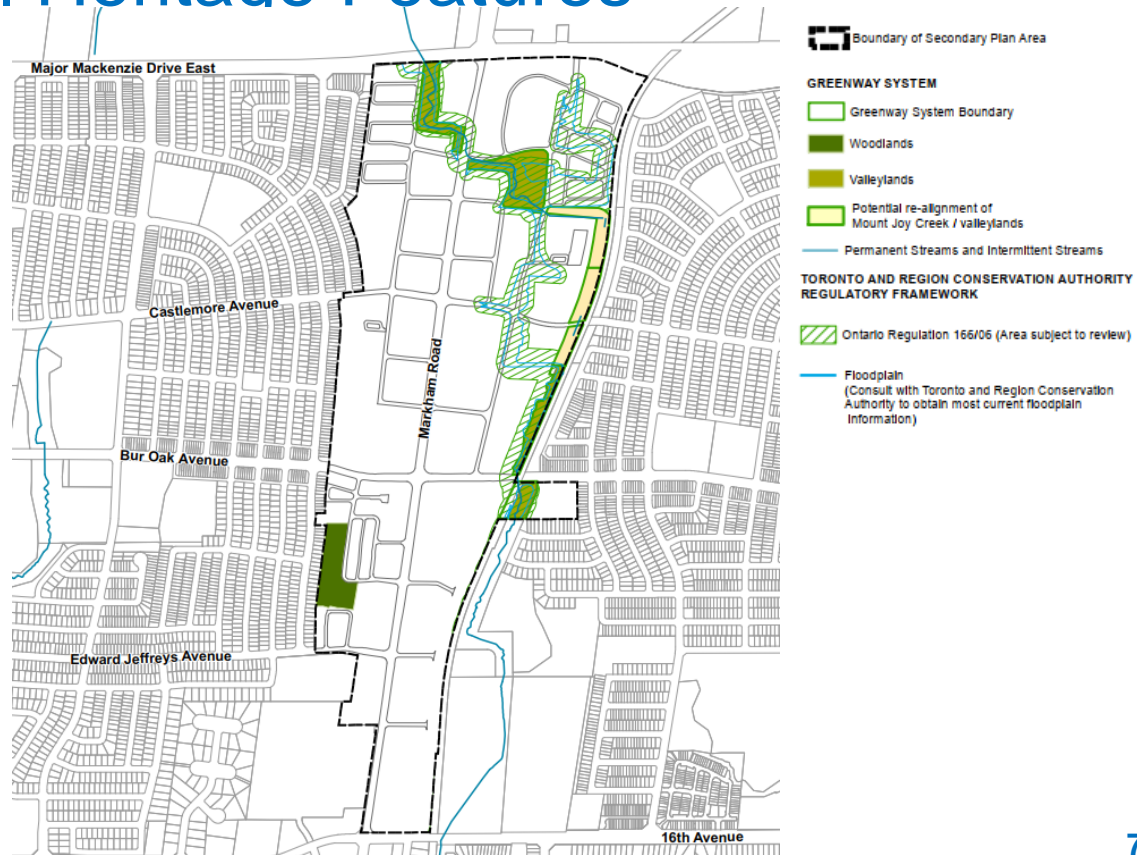 Heritage Features
Major Mackenzie Drive East
Castlemore Avenue
Markham Road
Bur Oak Avenue
Edward Jeffreys Avenue
16th Avenue
Boundary of Secondary Plan Area
GREENWAY SYSTEM
Greenway System Boundary
Woodlands
Valleylands
Potential re-alignment of
Mount Joy Creek / valleylands
Permanent Streams and Intermittent Streams
TORONTO AND REGION CONSERVATION AUTHORITY
REGULATORY FRAMEWORK
Ontario Regulation 166/06 (Area subject to review)
Floodplain
(Consult with Toronto and Region Conservation
Authority to obtain most current floodplain
Information)
7